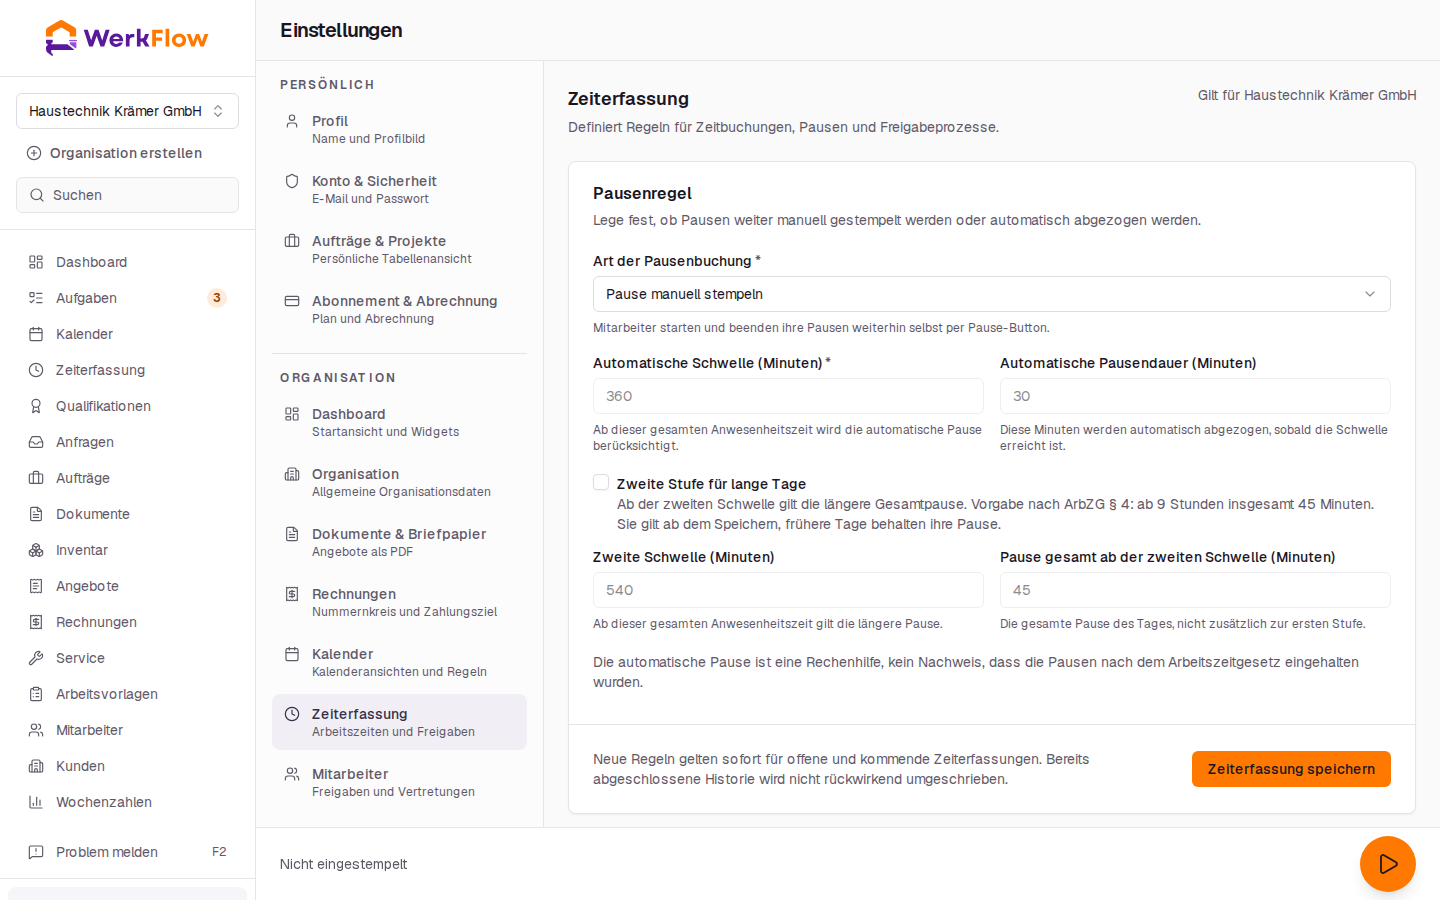 WerkFlow
Haustechnik Krämer GmbH
Organisation erstellen
Suchen
Dashboard
Aufgaben 3
Kalender
Zeiterfassung
Qualifikationen
Anfragen
Aufträge
Dokumente
Inventar
Angebote
Rechnungen
Service
Arbeitsvorlagen
Mitarbeiter
Kunden
Wochenzahlen
Problem melden F2
Einstellungen
PERSÖNLICH
Profil
Name und Profilbild
Konto & Sicherheit
E-Mail und Passwort
Aufträge & Projekte
Persönliche Tabellenansicht
Abonnement & Abrechnung
Plan und Abrechnung
ORGANISATION
Dashboard
Startansicht und Widgets
Organisation
Allgemeine Organisationsdaten
Dokumente & Briefpapier
Angebote als PDF
Rechnungen
Nummernkreis und Zahlungsziel
Kalender
Kalenderansichten und Regeln
Zeiterfassung
Arbeitszeiten und Freigaben
Mitarbeiter
Freigaben und Vertretungen
Zeiterfassung
Gilt für Haustechnik Krämer GmbH
Definiert Regeln für Zeitbuchungen, Pausen und Freigabeprozesse.
Pausenregel
Lege fest, ob Pausen weiter manuell gestempelt werden oder automatisch abgezogen werden.
Art der Pausenbuchung *
Pause manuell stempeln
Mitarbeiter starten und beenden ihre Pausen weiterhin selbst per Pause-Button.
Automatische Schwelle (Minuten) *
360
Ab dieser gesamten Anwesenheitszeit wird die automatische Pause
berücksichtigt.
Automatische Pausendauer (Minuten)
30
Diese Minuten werden automatisch abgezogen, sobald die Schwelle
erreicht ist.
Zweite Stufe für lange Tage
Ab der zweiten Schwelle gilt die längere Gesamtpause. Vorgabe nach ArbZG § 4: ab 9 Stunden insgesamt 45 Minuten.
Sie gilt ab dem Speichern, frühere Tage behalten ihre Pause.
Zweite Schwelle (Minuten)
540
Ab dieser gesamten Anwesenheitszeit gilt die längere Pause.
Pause gesamt ab der zweiten Schwelle (Minuten)
45
Die gesamte Pause des Tages, nicht zusätzlich zur ersten Stufe.
Die automatische Pause ist eine Rechenhilfe, kein Nachweis, dass die Pausen nach dem Arbeitszeitgesetz eingehalten
wurden.
Neue Regeln gelten sofort für offene und kommende Zeiterfassungen. Bereits
abgeschlossene Historie wird nicht rückwirkend umgeschrieben.
Zeiterfassung speichern
Nicht eingestempelt